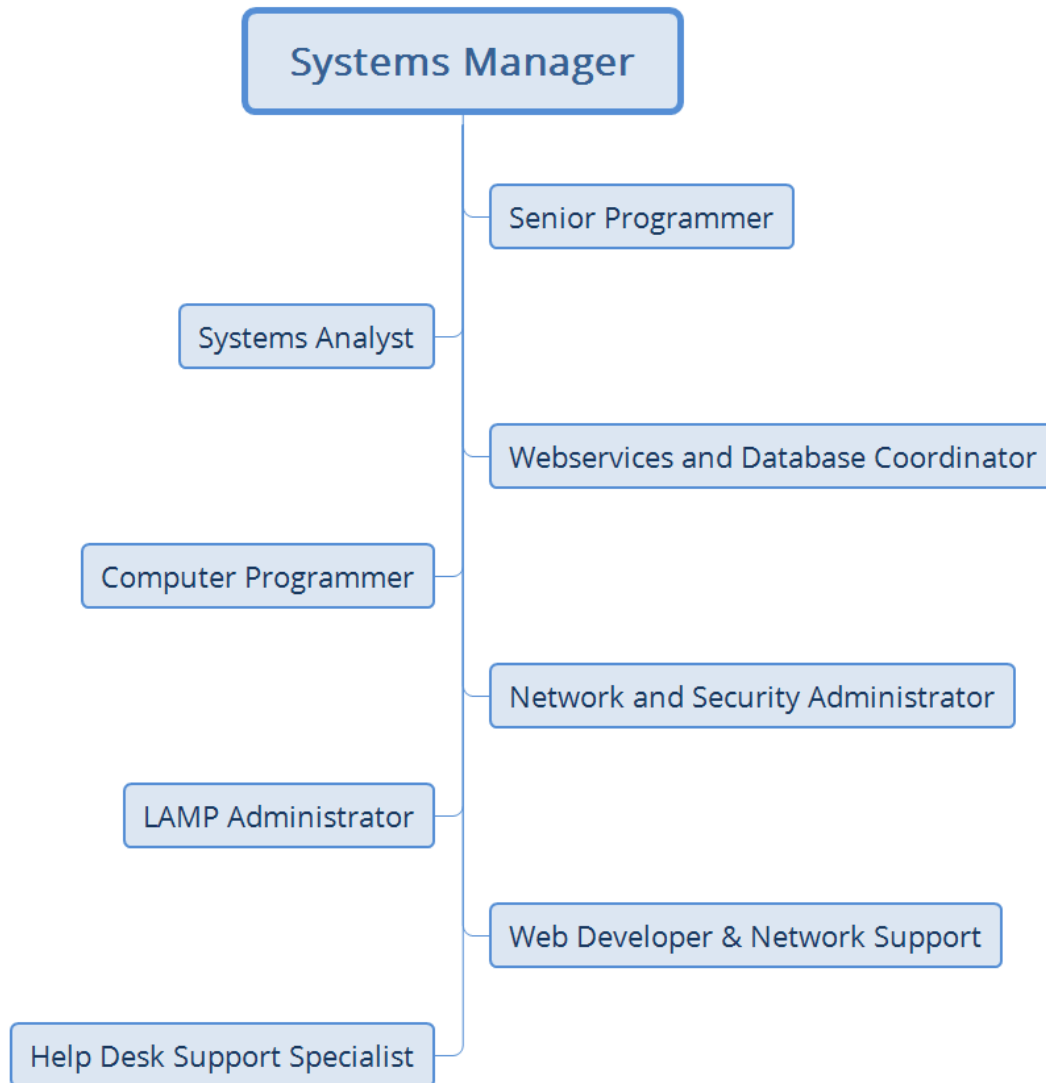 Systems Manager
Senior Programmer
Systems Analyst
Webservices and Database Coordinator
Computer Programmer
Network and Security Administrator
LAMP Administrator
Web Developer & Network Support
Help Desk Support Specialist